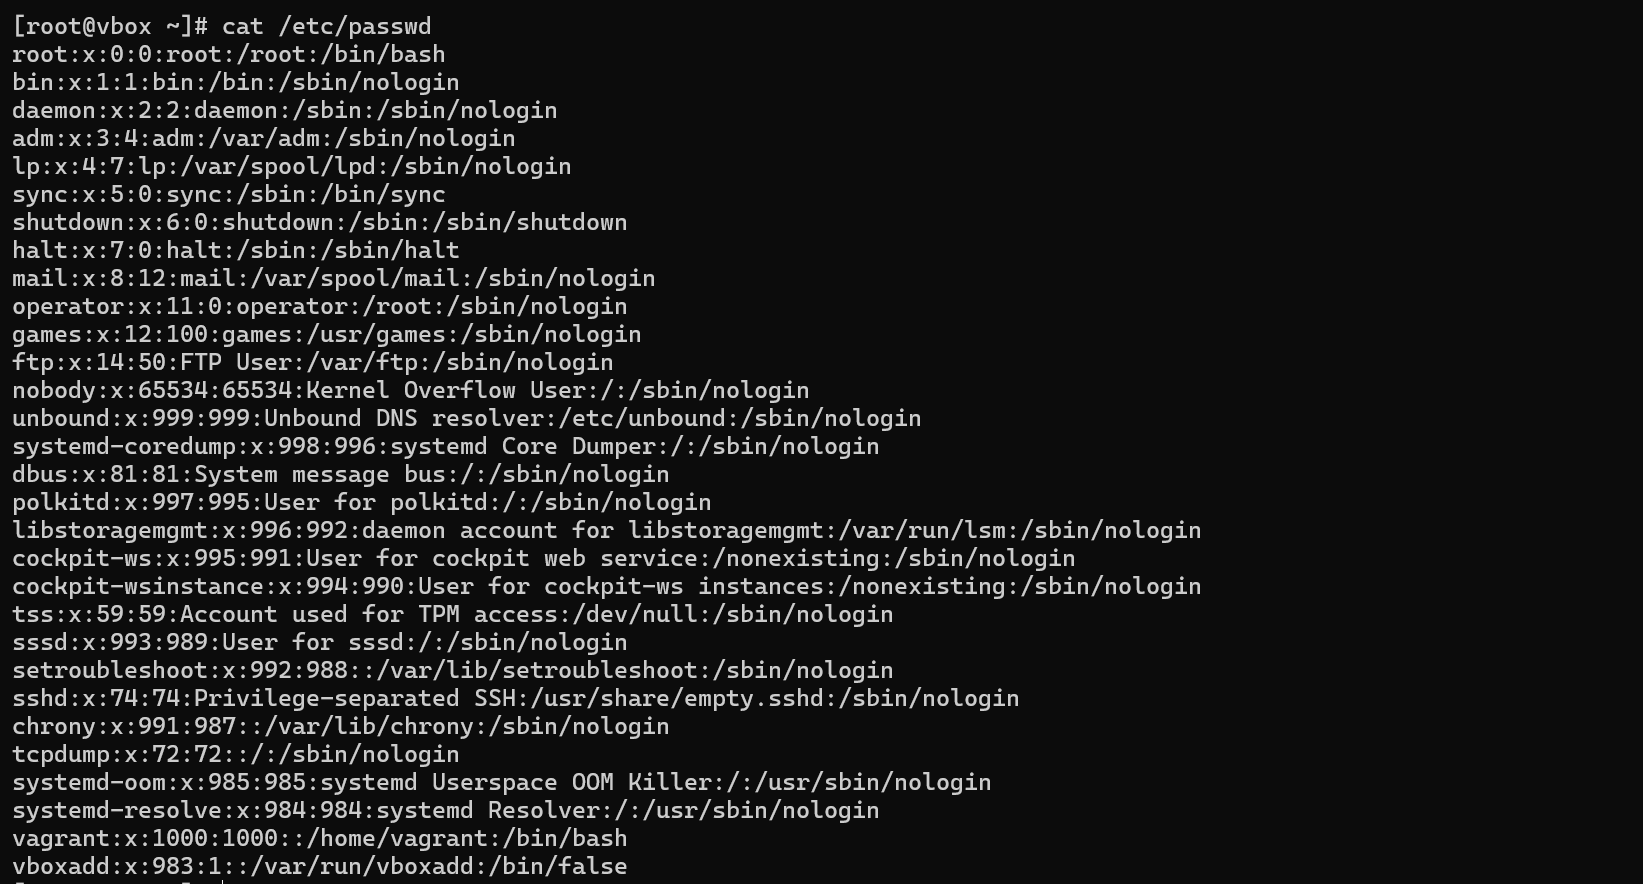 [root@vbox ~]# cat /etc/passwd
root:x:0:0:root:/root:/bin/bash
bin:x:1:1:bin:/bin:/sbin/nologin
daemon:x:2:2:daemon:/sbin:/sbin/nologin
adm:x:3:4:adm:/var/adm:/sbin/nologin
lp:x:4:7:lp:/var/spool/lpd:/sbin/nologin
sync:x:5:0:sync:/sbin:/bin/sync
shutdown:x:6:0:shutdown:/sbin:/sbin/shutdown
halt:x:7:0:halt:/sbin:/sbin/halt
mail:x:8:12:mail:/var/spool/mail:/sbin/nologin
operator:x:11:0:operator:/root:/sbin/nologin
games:x:12:100:games:/usr/games:/sbin/nologin
ftp:x:14:50:FTP User:/var/ftp:/sbin/nologin
nobody:x:65534:65534:Kernel Overflow User:/:/sbin/nologin
unbound:x:999:999:Unbound DNS resolver:/etc/unbound:/sbin/nologin
systemd-coredump:x:998:996:systemd Core Dumper:/:/sbin/nologin
dbus:x:81:81:System message bus:/:/sbin/nologin
polkitd:x:997:995:User for polkitd:/:/sbin/nologin
libstoragemgmt:x:996:992:daemon account for libstoragemgmt:/var/run/lsm:/sbin/nologin
cockpit-ws:x:995:991:User for cockpit web service:/nonexisting:/sbin/nologin
cockpit-wsinstance:x:994:990:User for cockpit-ws instances:/nonexisting:/sbin/nologin
tss:x:59:59:Account used for TPM access:/dev/null:/sbin/nologin
sssd:x:993:989:User for sssd:/:/sbin/nologin
setroubleshoot:x:992:988::/var/lib/setroubleshoot:/sbin/nologin
sshd:x:74:74:Privilege-separated SSH:/usr/share/empty.sshd:/sbin/nologin
chrony:x:991:987::/var/lib/chrony:/sbin/nologin
tcpdump:x:72:72::/:/sbin/nologin
systemd-oom:x:985:985:systemd Userspace OOM Killer:/:/usr/sbin/nologin
systemd-resolve:x:984:984:systemd Resolver:/:/usr/sbin/nologin
vagrant:x:1000:1000::/home/vagrant:/bin/bash
vboxadd:x:983:1::/var/run/vboxadd:/bin/false